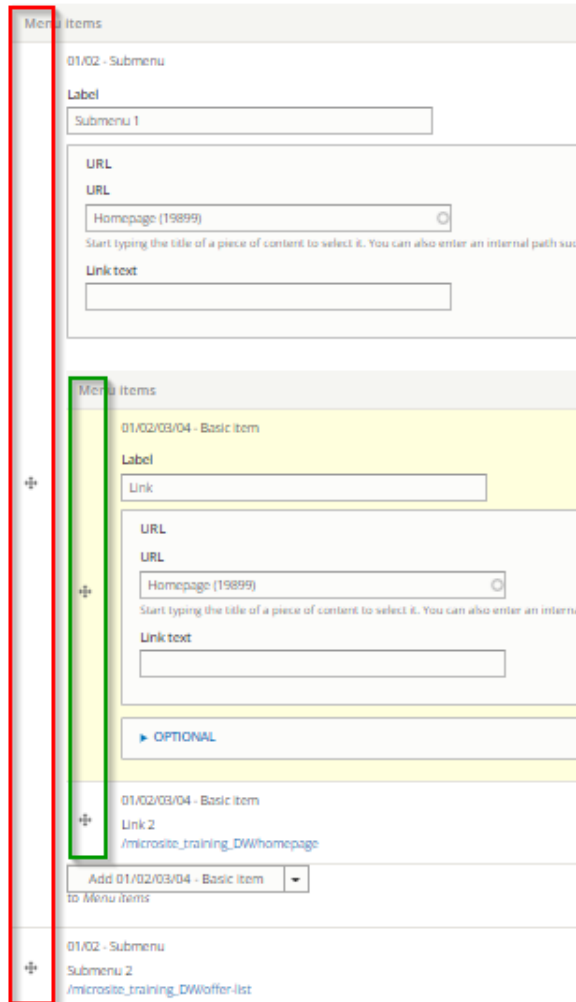 Menu items
01/02 - Submenu
Label
Submenu 1
URL
URL
Homepage (19899)
Start typing the title of a piece of content to select it. You can also enter an internal path suc
Link text
Menu items
01/02/03/04 - Basic item
Label
Link
URL
URL
Homepage (19899)
Start typing the title of a piece of content to select it. You can also enter an interna
Link text
OPTIONAL
01/02/03/04 - Basic item
Link 2
/microsite_training_DW/homepage
Add 01/02/03/04 - Basic item
to Menu items
01/02 - Submenu
Submenu 2
/microsite_training_DW/offer-list